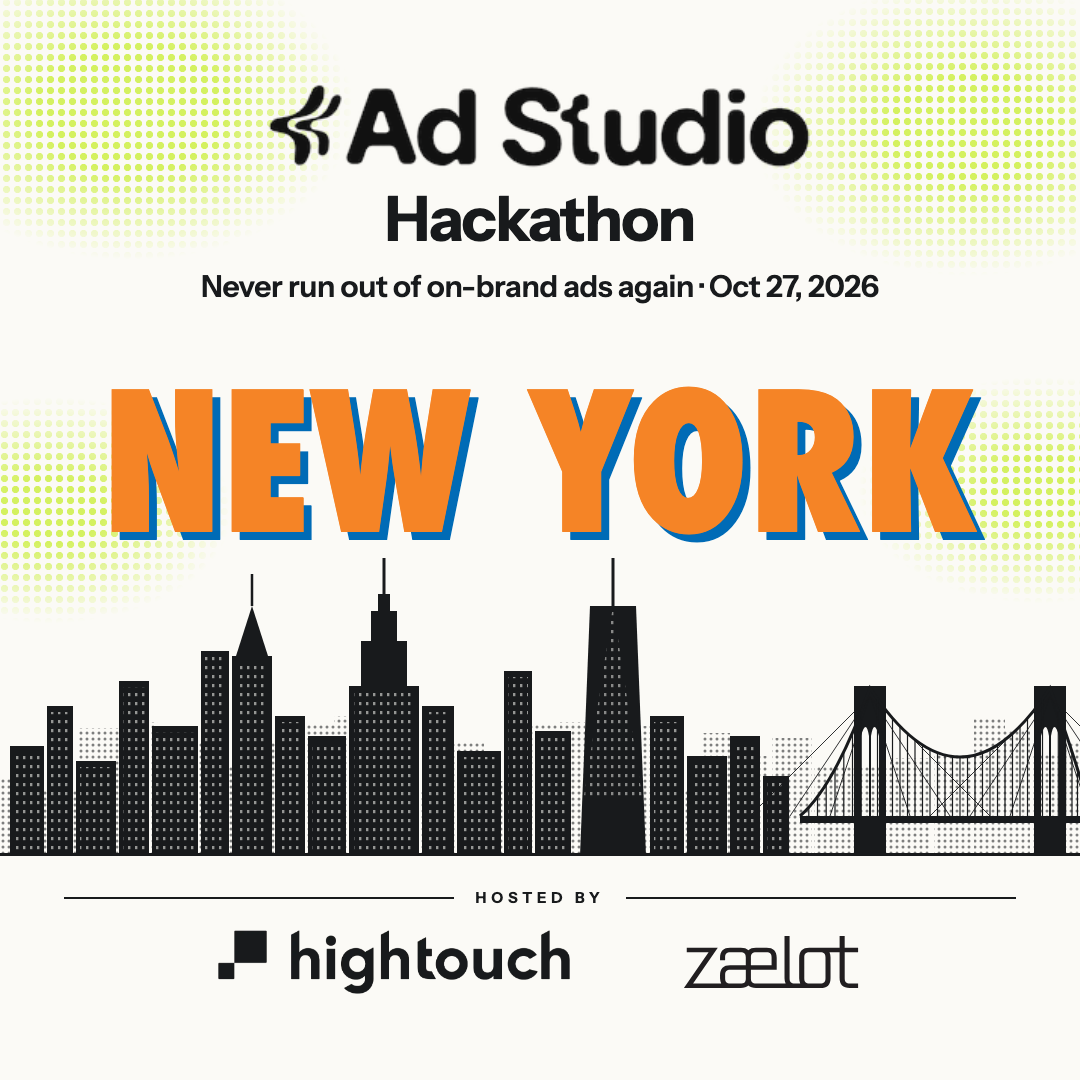 Ad Studio
Hackathon
Never run out of on-brand ads again · Oct 27, 2026
NEW YORK
HOSTED BY
hightouch
zælot